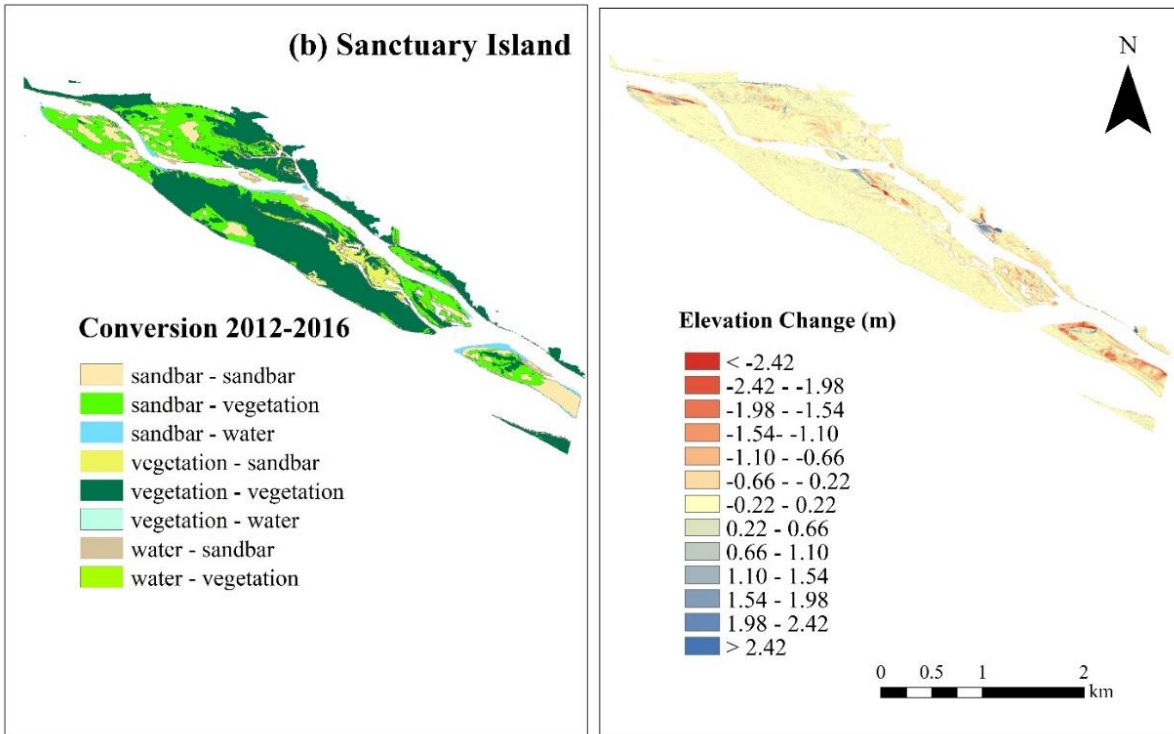 (b) Sanctuary Island
Conversion 2012-2016
sandbar - sandbar
sandbar - vegetation
sandbar - water
vegetation - sandbar
vegetation - vegetation
vegetation - water
water - sandbar
water - vegetation
N
Elevation Change (m)
< -2.42
-2.42 - -1.98
-1.98 - -1.54
-1.54- -1.10
-1.10 - -0.66
-0.66 - - 0.22
-0.22 - 0.22
0.22 - 0.66
0.66 - 1.10
1.10 - 1.54
1.54 - 1.98
1.98 - 2.42
> 2.42
0 0.5 1 2
km